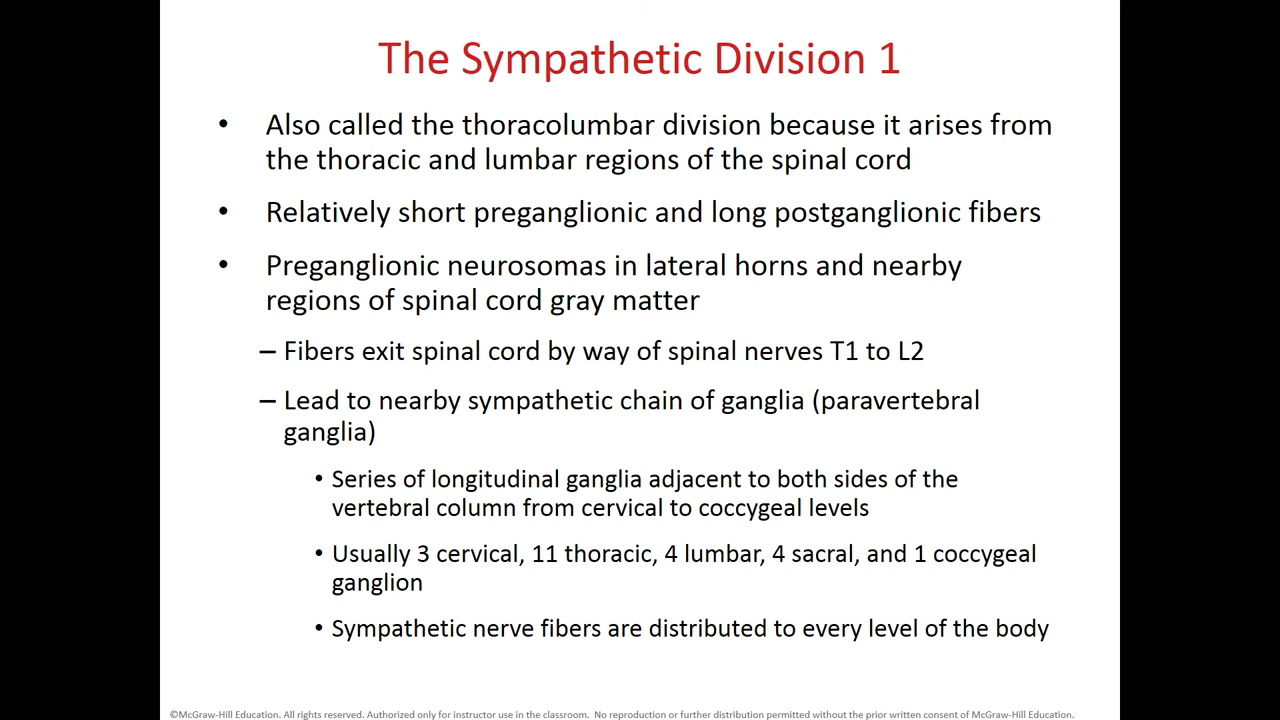 The Sympathetic Division 1
• Also called the thoracolumbar division because it arises from
the thoracic and lumbar regions of the spinal cord
• Relatively short preganglionic and long postganglionic fibers
• Preganglionic neurosomas in lateral horns and nearby
regions of spinal cord gray matter
– Fibers exit spinal cord by way of spinal nerves T1 to L2
– Lead to nearby sympathetic chain of ganglia (paravertebral
ganglia)
• Series of longitudinal ganglia adjacent to both sides of the
vertebral column from cervical to coccygeal levels
• Usually 3 cervical, 11 thoracic, 4 lumbar, 4 sacral, and 1 coccygeal
ganglion
• Sympathetic nerve fibers are distributed to every level of the body
©McGraw-Hill Education. All rights reserved. Authorized only for instructor use in the classroom. No reproduction or further distribution permitted without the prior written consent of McGraw-Hill Education.